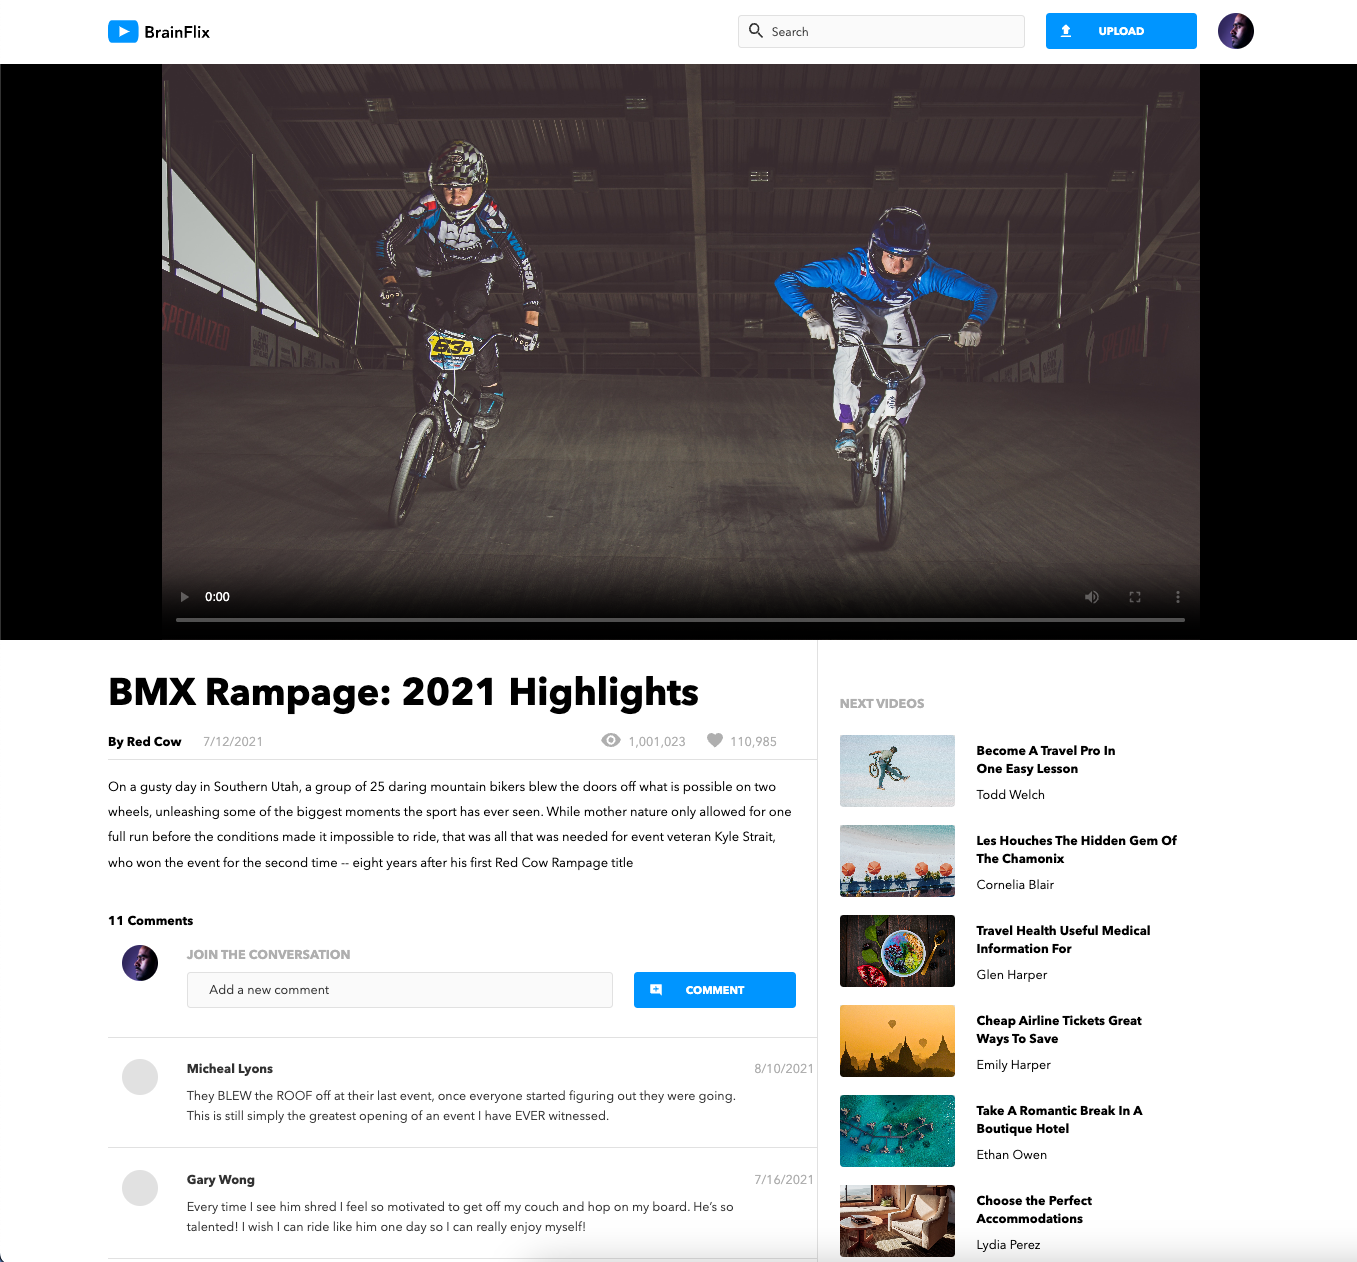 BrainFlix
Search
UPLOAD
SPECIALIZED
630
0:00
BMX Rampage: 2021 Highlights
By Red Cow 7/12/2021 1,001,023 110,985
On a gusty day in Southern Utah, a group of 25 daring mountain bikers blew the doors off what is possible on two
wheels, unleashing some of the biggest moments the sport has ever seen. While mother nature only allowed for one
full run before the conditions made it impossible to ride, that was all that was needed for event veteran Kyle Strait,
who won the event for the second time -- eight years after his first Red Cow Rampage title
11 Comments
JOIN THE CONVERSATION
Add a new comment
COMMENT
Micheal Lyons 8/10/2021
They BLEW the ROOF off at their last event, once everyone started figuring out they were going.
This is still simply the greatest opening of an event I have EVER witnessed.
Gary Wong 7/16/2021
Every time I see him shred I feel so motivated to get off my couch and hop on my board. He’s so
talented! I wish I can ride like him one day so I can really enjoy myself!
NEXT VIDEOS
Become A Travel Pro In
One Easy Lesson
Todd Welch
Les Houches The Hidden Gem Of
The Chamonix
Cornelia Blair
Travel Health Useful Medical
Information For
Glen Harper
Cheap Airline Tickets Great
Ways To Save
Emily Harper
Take A Romantic Break In A
Boutique Hotel
Ethan Owen
Choose the Perfect
Accommodations
Lydia Perez